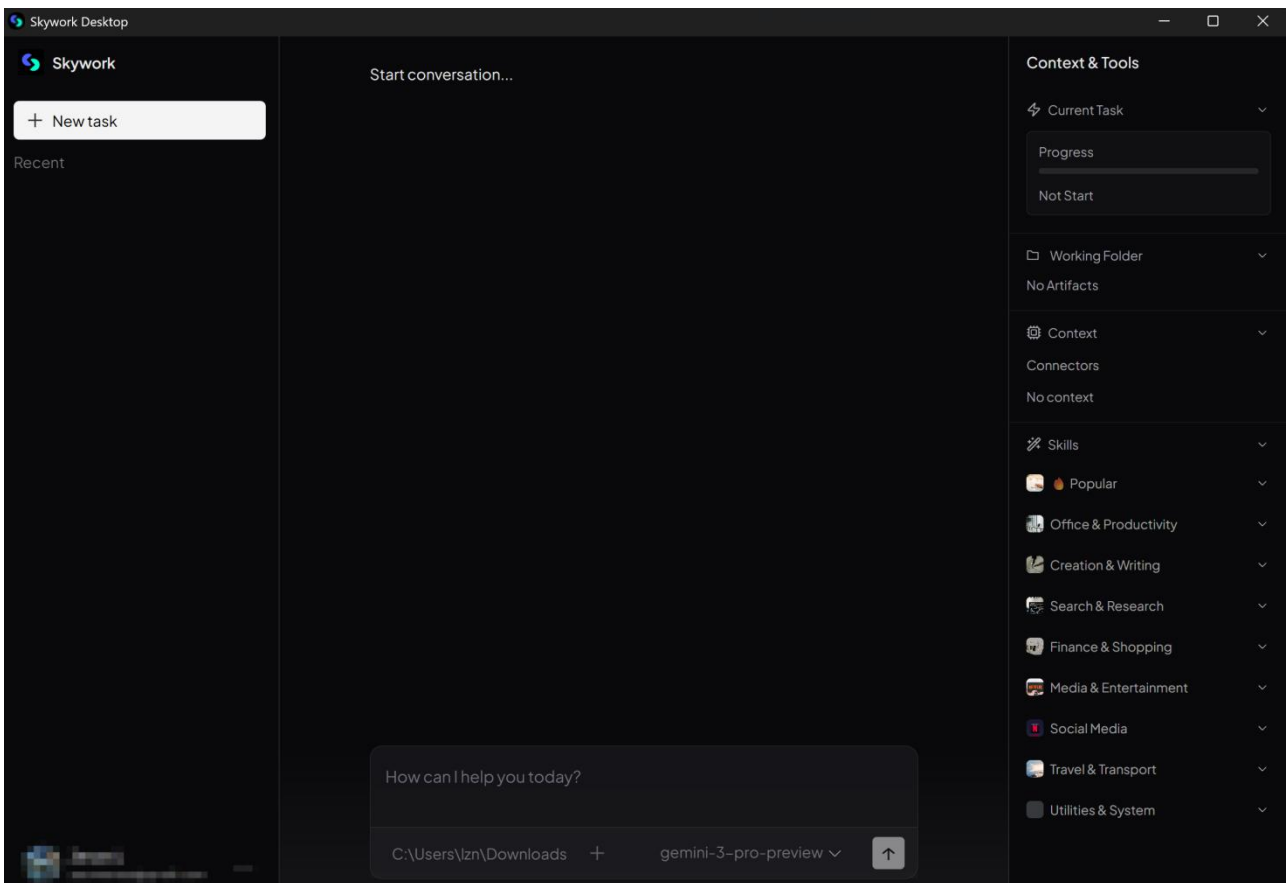 Skywork Desktop
Skywork
New task
Recent
Start conversation...
How can I help you today?
C:\Users\lzn\Downloads
gemini-3-pro-preview
Context & Tools
Current Task
Progress
Not Start
Working Folder
No Artifacts
Context
Connectors
No context
Skills
Popular
Office & Productivity
Creation & Writing
Search & Research
Finance & Shopping
Media & Entertainment
Social Media
Travel & Transport
Utilities & System